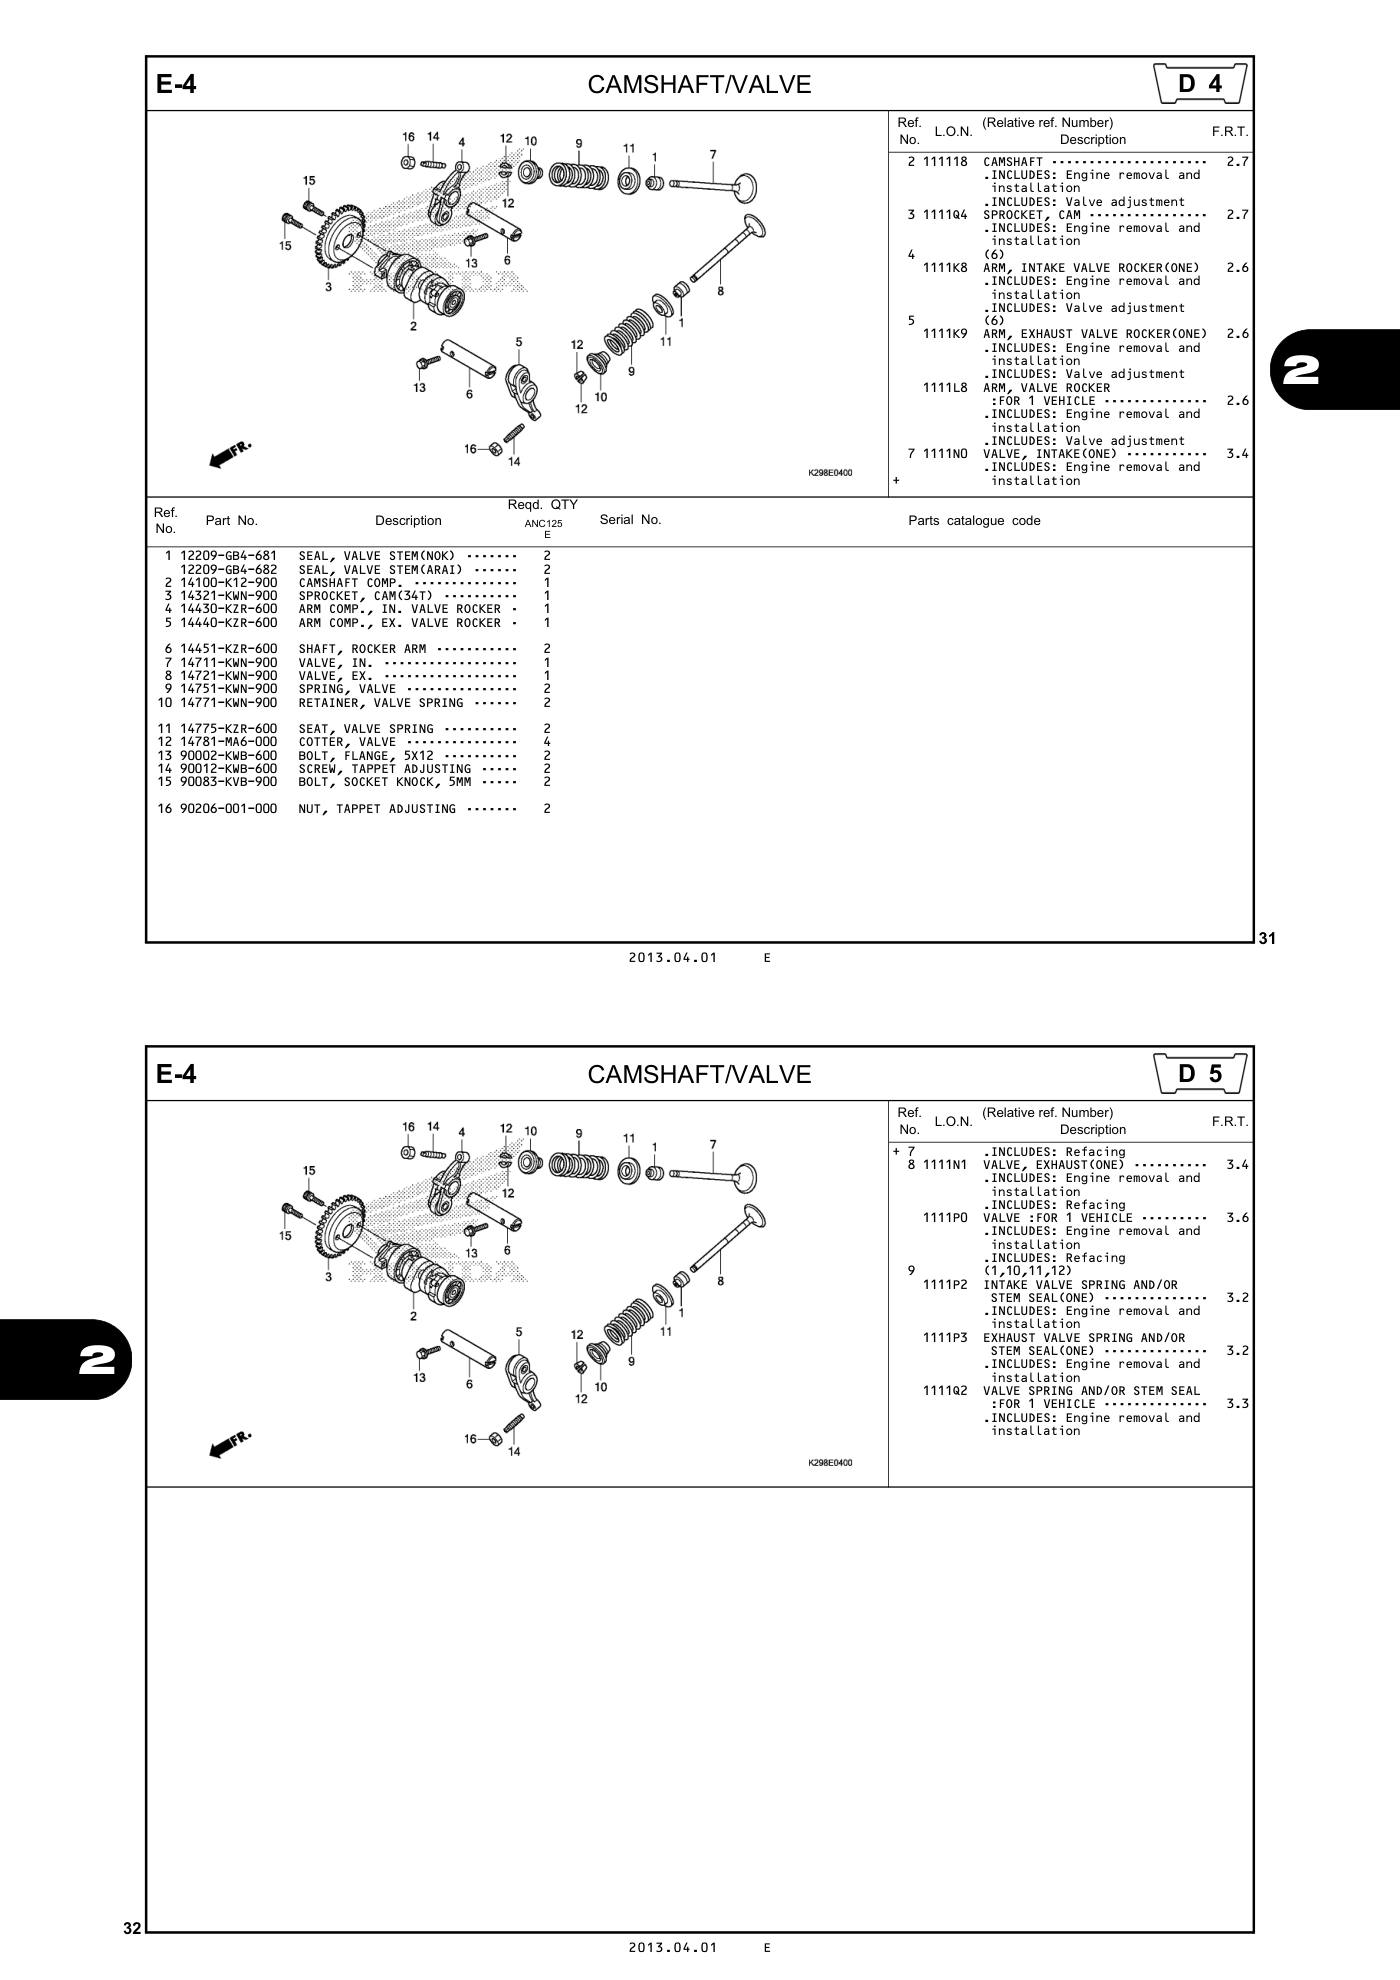 E-4
CAMSHAFT/VALVE
D 4
16 14 4 12 10 9 11 1 7
15
12
15
13 6
3
8
2
1
11
5 12
9
13 6
10
12
16
14
FR.
HONDA
K298E0400
Ref. No. L.O.N. (Relative ref. Number) Description F.R.T.
2 111118 CAMSHAFT ------------------- 2.7
.INCLUDES: Engine removal and
installation
.INCLUDES: Valve adjustment
3 1111Q4 SPROCKET, CAM -------------- 2.7
.INCLUDES: Engine removal and
installation
4 (6)
1111K8 ARM, INTAKE VALVE ROCKER(ONE) 2.6
.INCLUDES: Engine removal and
installation
.INCLUDES: Valve adjustment
5 (6)
1111K9 ARM, EXHAUST VALVE ROCKER(ONE) 2.6
.INCLUDES: Engine removal and
installation
.INCLUDES: Valve adjustment
1111L8 ARM, VALVE ROCKER
:FOR 1 VEHICLE ------------- 2.6
.INCLUDES: Engine removal and
installation
.INCLUDES: Valve adjustment
7 1111N0 VALVE, INTAKE(ONE) ---------- 3.4
.INCLUDES: Engine removal and
+ installation
2
Ref. No. Part No. Description Reqd. QTY ANC125 E Serial No. Parts catalogue code
1 12209-GB4-681 SEAL, VALVE STEM(NOK) ------- 2
12209-GB4-682 SEAL, VALVE STEM(ARAI) ------ 2
2 14100-K12-900 CAMSHAFT COMP. -------------- 1
3 14321-KWN-900 SPROCKET, CAM(34T) ---------- 1
4 14430-KZR-600 ARM COMP., IN. VALVE ROCKER - 1
5 14440-KZR-600 ARM COMP., EX. VALVE ROCKER - 1
6 14451-KZR-600 SHAFT, ROCKER ARM ----------- 2
7 14711-KWN-900 VALVE, IN. ------------------ 1
8 14721-KWN-900 VALVE, EX. ------------------ 1
9 14751-KWN-900 SPRING, VALVE --------------- 2
10 14771-KWN-900 RETAINER, VALVE SPRING ------ 2
11 14775-KZR-600 SEAT, VALVE SPRING ---------- 2
12 14781-MA6-000 COTTER, VALVE --------------- 4
13 90002-KWB-600 BOLT, FLANGE, 5X12 ---------- 2
14 90012-KWB-600 SCREW, TAPPET ADJUSTING ----- 2
15 90083-KVB-900 BOLT, SOCKET KNOCK, 5MM ----- 2
16 90206-001-000 NUT, TAPPET ADJUSTING ------- 2
31
2013.04.01 E
E-4
CAMSHAFT/VALVE
D 5
16 14 4 12 10 9 11 1 7
15
12
15
13 6
3
8
2
1
11
5 12
9
13 6
10
12
16
14
FR.
HONDA
K298E0400
Ref. No. L.O.N. (Relative ref. Number) Description F.R.T.
+ 7 .INCLUDES: Refacing
8 1111N1 VALVE, EXHAUST(ONE) ---------- 3.4
.INCLUDES: Engine removal and
installation
.INCLUDES: Refacing
1111P0 VALVE :FOR 1 VEHICLE --------- 3.6
.INCLUDES: Engine removal and
installation
.INCLUDES: Refacing
9 (1,10,11,12)
1111P2 INTAKE VALVE SPRING AND/OR
STEM SEAL(ONE) -------------- 3.2
.INCLUDES: Engine removal and
installation
1111P3 EXHAUST VALVE SPRING AND/OR
STEM SEAL(ONE) -------------- 3.2
.INCLUDES: Engine removal and
installation
1111Q2 VALVE SPRING AND/OR STEM SEAL
:FOR 1 VEHICLE -------------- 3.3
.INCLUDES: Engine removal and
installation
2
32
2013.04.01 E